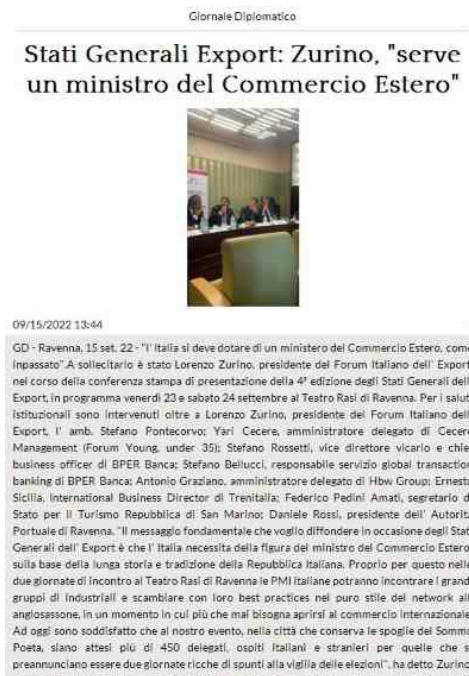 Giornale Diplomatico
Stati Generali Export: Zurino, "serve
un ministro del Commercio Estero"
09/15/2022 13:44
GD - Ravenna, 15 set. 22 - "l' Italia si deve dotare di un ministero del Commercio Estero, come
inpassato".A sollecitarlo è stato Lorenzo Zurino, presidente del Forum Italiano dell' Export
nel corso della conferenza stampa di presentazione della 4ª edizione degli Stati Generali dell
Export, in programma venerdì 23 e sabato 24 settembre al Teatro Rasi di Ravenna. Per i saluti
istituzionali sono intervenuti oltre a Lorenzo Zurino, presidente del Forum Italiano dell
Export, l' amb. Stefano Pontecorvo; Yari Cecere, amministratore delegato di Cecere
Management (Forum Young, under 35); Stefano Rossetti, vice direttore vicario e chief
business officer di BPER Banca; Stefano Bellucci, responsabile servizio global transaction
banking di BPER Banca; Antonio Graziano, amministratore delegato di Hbw Group; Ernesto
Sicilia, International Business Director di Trenitalia; Federico Pedini Amati, segretario di
Stato per Il Turismo Repubblica di San Marino; Daniele Rossi, presidente dell' Autorità
Portuale di Ravenna. "Il messaggio fondamentale che voglio diffondere in occasione degli Stati
Generali dell' Export è che l' Italia necessita della figura del ministro del Commercio Estero,
sulla base della lunga storia e tradizione della Repubblica Italiana. Proprio per questo nelle
due giornate di incontro al Teatro Rasi di Ravenna le PMI italiane potranno incontrare i grandi
gruppi di industriali e scambiare con loro best practices nel puro stile del network all
anglosassone, in un momento in cui più che mai bisogna aprirsi al commercio internazionale.
Ad oggi sono soddisfatto che al nostro evento, nella città che conserva le spoglie del Sommo
Poeta, siano attesi più di 450 delegati, ospiti italiani e stranieri per quelle che si
preannunciano essere due giornate ricche di spunti alla vigilia delle elezioni", ha detto Zurino.